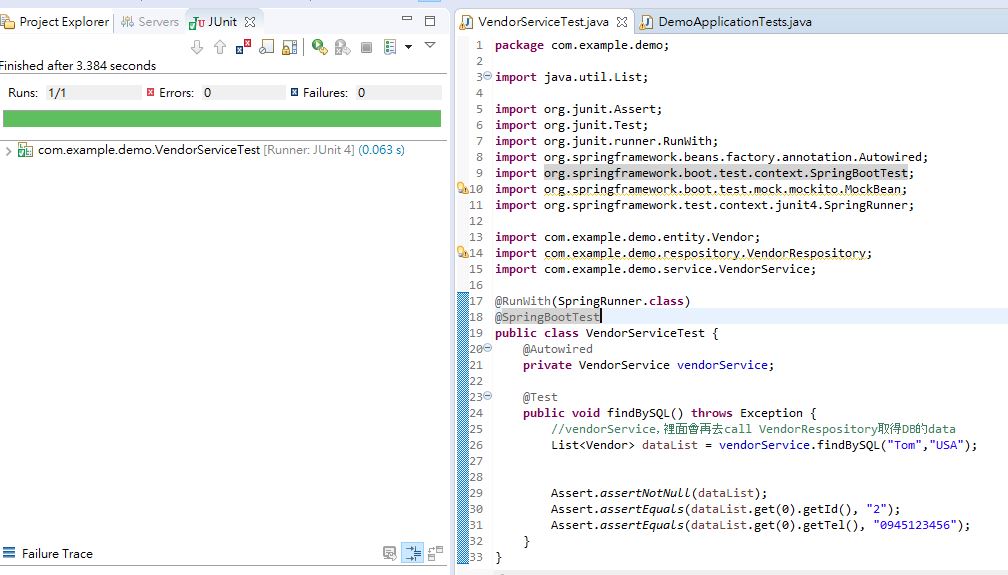 Project Explorer
Servers
JUnit
Finished after 3.384 seconds
Runs: 1/1
Errors: 0
Failures: 0
com.example.demo.VendorServiceTest [Runner: JUnit 4] (0.063 s)
Failure Trace
VendorServiceTest.java
DemoApplicationTests.java
1 package com.example.demo;
2
3 import java.util.List;
4
5 import org.junit.Assert;
6 import org.junit.Test;
7 import org.junit.runner.RunWith;
8 import org.springframework.beans.factory.annotation.Autowired;
9 import org.springframework.boot.test.context.SpringBootTest;
10 import org.springframework.boot.test.mock.mockito.MockBean;
11 import org.springframework.test.context.junit4.SpringRunner;
12
13 import com.example.demo.entity.Vendor;
14 import com.example.demo.respository.VendorRespository;
15 import com.example.demo.service.VendorService;
16
17 @RunWith(SpringRunner.class)
18 @SpringBootTest
19 public class VendorServiceTest {
20 @Autowired
21 private VendorService vendorService;
22
23 @Test
24 public void findBySQL() throws Exception {
25 //vendorService,裡面會再去call VendorRespository取得DB的data
26 List<Vendor> dataList = vendorService.findBySQL("Tom","USA");
27
28
29 Assert.assertNotNull(dataList);
30 Assert.assertEquals(dataList.get(0).getId(), "2");
31 Assert.assertEquals(dataList.get(0).getTel(), "0945123456");
32 }
33 }